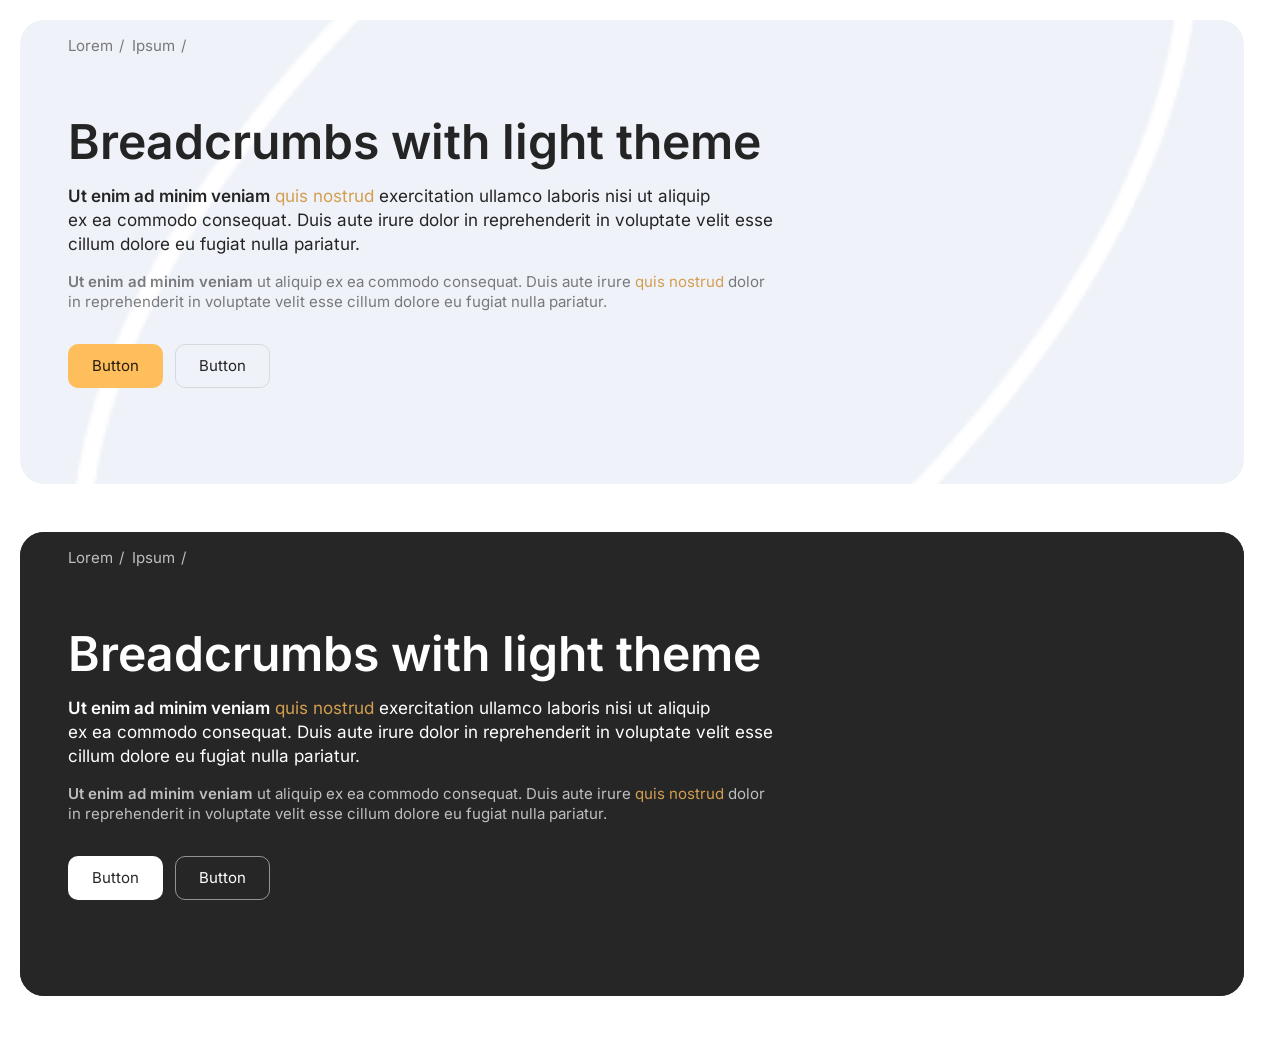 Lorem / Ipsum /
Breadcrumbs with light theme
Ut enim ad minim veniam quis nostrud exercitation ullamco laboris nisi ut aliquip
ex ea commodo consequat. Duis aute irure dolor in reprehenderit in voluptate velit esse
cillum dolore eu fugiat nulla pariatur.
Ut enim ad minim veniam ut aliquip ex ea commodo consequat. Duis aute irure quis nostrud dolor
in reprehenderit in voluptate velit esse cillum dolore eu fugiat nulla pariatur.
Button Button
Lorem / Ipsum /
Breadcrumbs with light theme
Ut enim ad minim veniam quis nostrud exercitation ullamco laboris nisi ut aliquip
ex ea commodo consequat. Duis aute irure dolor in reprehenderit in voluptate velit esse
cillum dolore eu fugiat nulla pariatur.
Ut enim ad minim veniam ut aliquip ex ea commodo consequat. Duis aute irure quis nostrud dolor
in reprehenderit in voluptate velit esse cillum dolore eu fugiat nulla pariatur.
Button Button